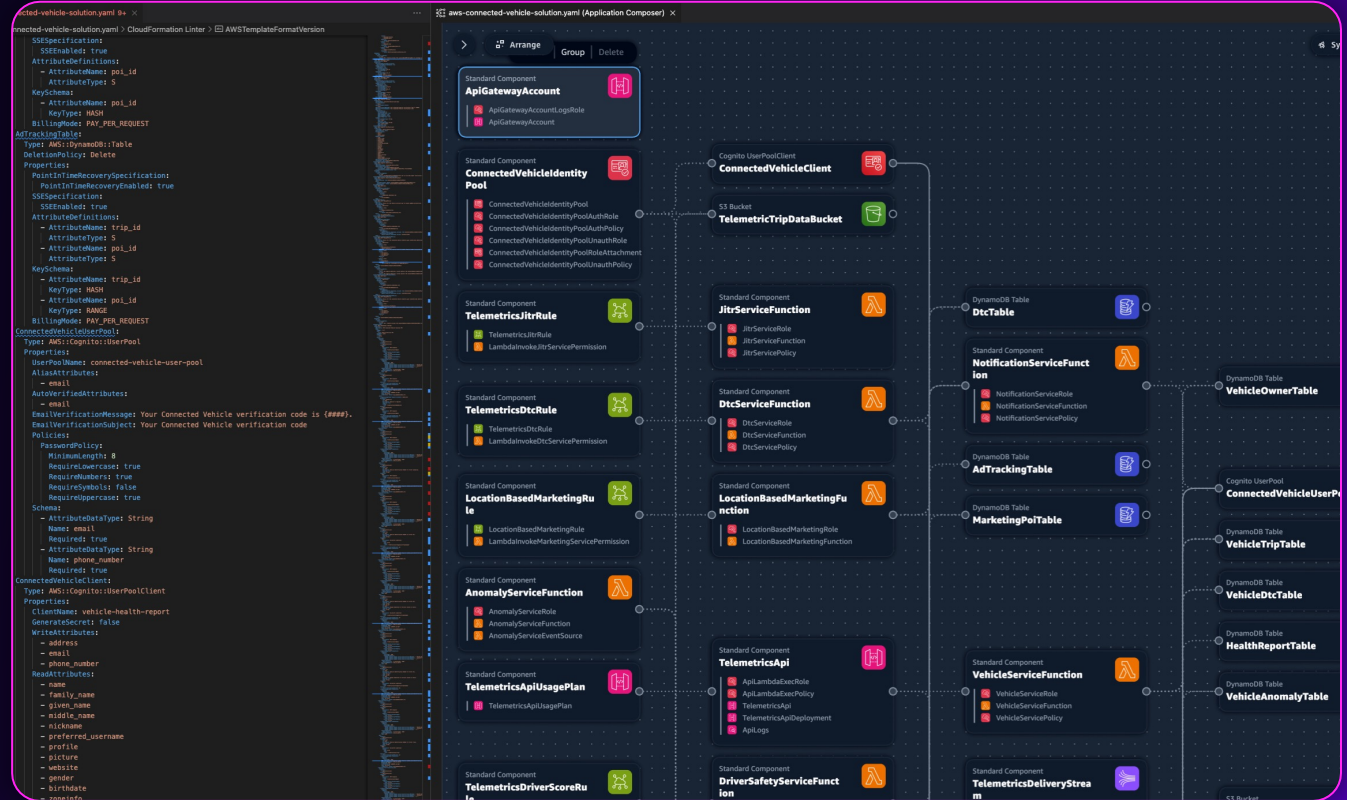 cted-vehicle-solution.yaml 9+ ×
nnected-vehicle-solution.yaml > CloudFormation Linter > AWSTemplateFormatVersion
SSESpecification:
SSEEnabled: true
AttributeDefinitions:
– AttributeName: poi_id
AttributeType: S
KeySchema:
– AttributeName: poi_id
KeyType: HASH
BillingMode: PAY_PER_REQUEST
AdTrackingTable:
Type: AWS::DynamoDB::Table
DeletionPolicy: Delete
Properties:
PointInTimeRecoverySpecification:
PointInTimeRecoveryEnabled: true
SSESpecification:
SSEEnabled: true
AttributeDefinitions:
– AttributeName: trip_id
AttributeType: S
– AttributeName: poi_id
AttributeType: S
KeySchema:
– AttributeName: trip_id
KeyType: HASH
– AttributeName: poi_id
KeyType: RANGE
BillingMode: PAY_PER_REQUEST
ConnectedVehicleUserPool:
Type: AWS::Cognito::UserPool
Properties:
UserPoolName: connected-vehicle-user-pool
AliasAttributes:
– email
AutoVerifiedAttributes:
– email
EmailVerificationMessage: Your Connected Vehicle verification code is {####}.
EmailVerificationSubject: Your Connected Vehicle verification code
Policies:
PasswordPolicy:
MinimumLength: 8
RequireLowercase: true
RequireNumbers: true
RequireSymbols: false
RequireUppercase: true
Schema:
– AttributeDataType: String
Name: email
Required: true
– AttributeDataType: String
Name: phone_number
Required: true
ConnectedVehicleClient:
Type: AWS::Cognito::UserPoolClient
Properties:
ClientName: vehicle-health-report
GenerateSecret: false
WriteAttributes:
– address
– email
– phone_number
ReadAttributes:
– name
– family_name
– given_name
– middle_name
– nickname
– preferred_username
– profile
– picture
– website
– gender
– birthdate
– zoneinfo
aws-connected-vehicle-solution.yaml (Application Composer) ×
Arrange
Group
Delete
Sy
Standard Component
ApiGatewayAccount
ApiGatewayAccountLogsRole
ApiGatewayAccount
Standard Component
ConnectedVehicleIdentity
Pool
ConnectedVehicleIdentityPool
ConnectedVehicleIdentityPoolAuthRole
ConnectedVehicleIdentityPoolAuthPolicy
ConnectedVehicleIdentityPoolUnauthRole
ConnectedVehicleIdentityPoolRoleAttachment
ConnectedVehicleIdentityPoolUnauthPolicy
Standard Component
TelemetricsJitrRule
TelemetricsJitrRule
LambdaInvokeJitrServicePermission
Standard Component
TelemetricsDtcRule
TelemetricsDtcRule
LambdaInvokeDtcServicePermission
Standard Component
LocationBasedMarketingRu
le
LocationBasedMarketingRule
LambdaInvokeMarketingServicePermission
Standard Component
AnomalyServiceFunction
AnomalyServiceRole
AnomalyServiceFunction
AnomalyServiceEventSource
Standard Component
TelemetricsApiUsagePlan
TelemetricsApiUsagePlan
Standard Component
TelemetricsDriverScoreRu
le
Cognito UserPoolClient
ConnectedVehicleClient
S3 Bucket
TelemetricTripDataBucket
Standard Component
JitrServiceFunction
JitrServiceRole
JitrServiceFunction
JitrServicePolicy
Standard Component
DtcServiceFunction
DtcServiceRole
DtcServiceFunction
DtcServicePolicy
Standard Component
LocationBasedMarketingFu
nction
LocationBasedMarketingRole
LocationBasedMarketingFunction
Standard Component
TelemetricsApi
ApiLambdaExecRole
ApiLambdaExecPolicy
TelemetricsApi
TelemetricsApiDeployment
ApiLogs
Standard Component
DriverSafetyServiceFunct
ion
DynamoDB Table
DtcTable
Standard Component
NotificationServiceFunct
ion
NotificationServiceRole
NotificationServiceFunction
NotificationServicePolicy
DynamoDB Table
AdTrackingTable
DynamoDB Table
MarketingPoiTable
Standard Component
VehicleServiceFunction
VehicleServiceRole
VehicleServiceFunction
VehicleServicePolicy
Standard Component
TelemetricsDeliveryStrea
m
DynamoDB Table
VehicleOwnerTable
Cognito UserPool
ConnectedVehicleUserPo
DynamoDB Table
VehicleTripTable
DynamoDB Table
VehicleDtcTable
DynamoDB Table
HealthReportTable
DynamoDB Table
VehicleAnomalyTable
S3 Bucket